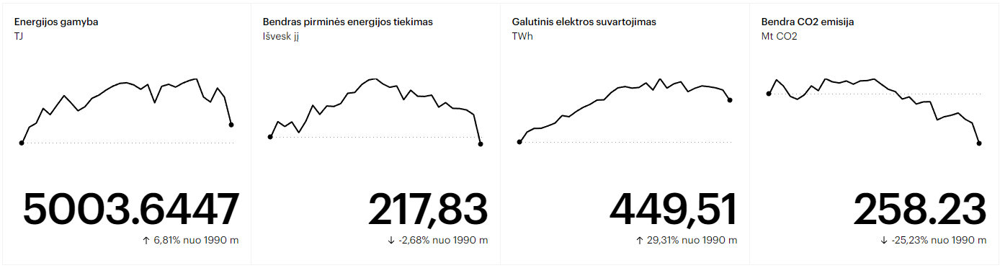 Energijos gamyba
TJ
5003.6447
↑ 6,81% nuo 1990 m
Bendras pirminės energijos tiekimas
Išvesk jį
217,83
↓ -2,68% nuo 1990 m
Galutinis elektros suvartojimas
TWh
449,51
↑ 29,31% nuo 1990 m
Bendra CO2 emisija
Mt CO2
258.23
↓ -25,23% nuo 1990 m